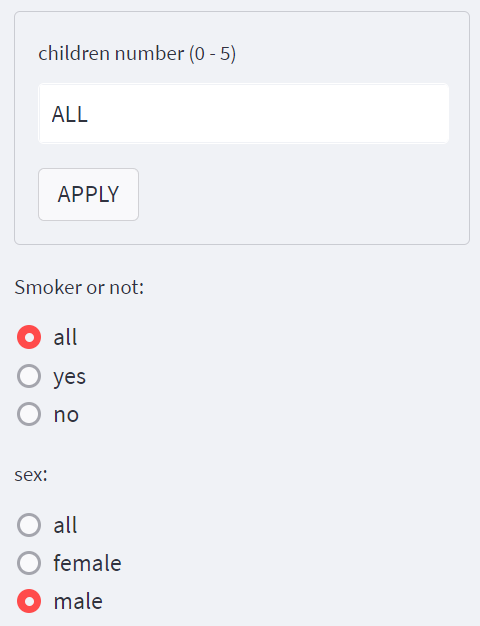 children number (0 - 5)
ALL
APPLY
Smoker or not:
all
yes
no
sex:
all
female
male